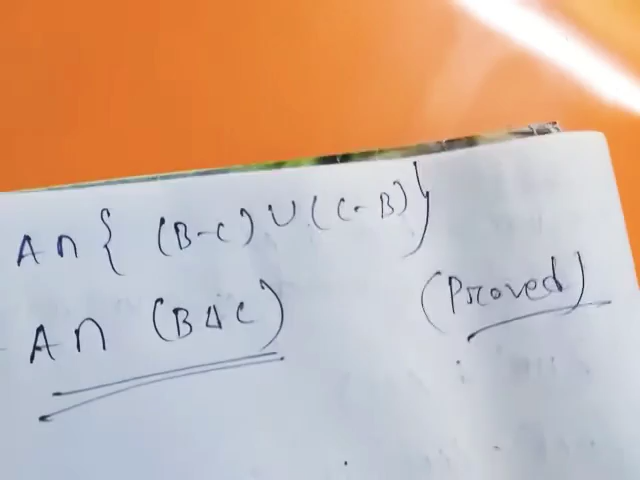 A ∩ { (B-C) ∪ (C-B) }
A ∩ (B Δ C) (Proved)